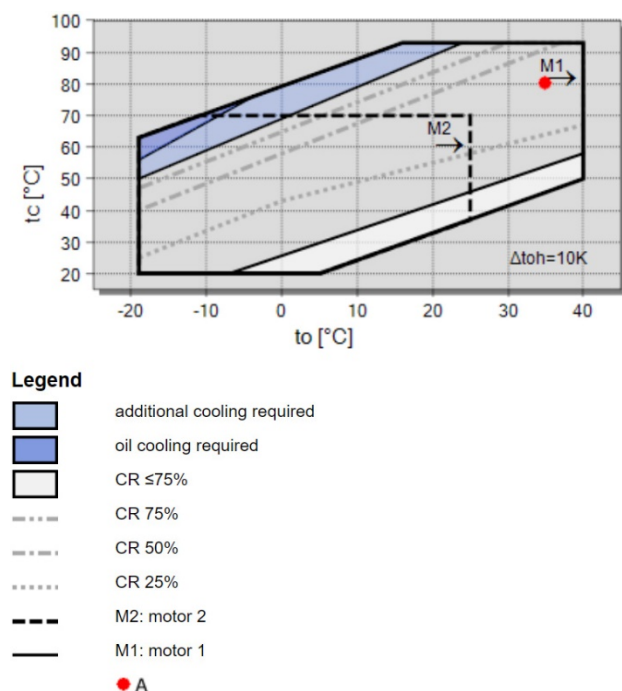 100
90
80
70
60
50
40
30
20
tc [°C]
M1
M2
Δtoh=10K
-20 -10 0 10 20 30 40
to [°C]
Legend
additional cooling required
oil cooling required
CR ≤75%
CR 75%
CR 50%
CR 25%
M2: motor 2
M1: motor 1
A